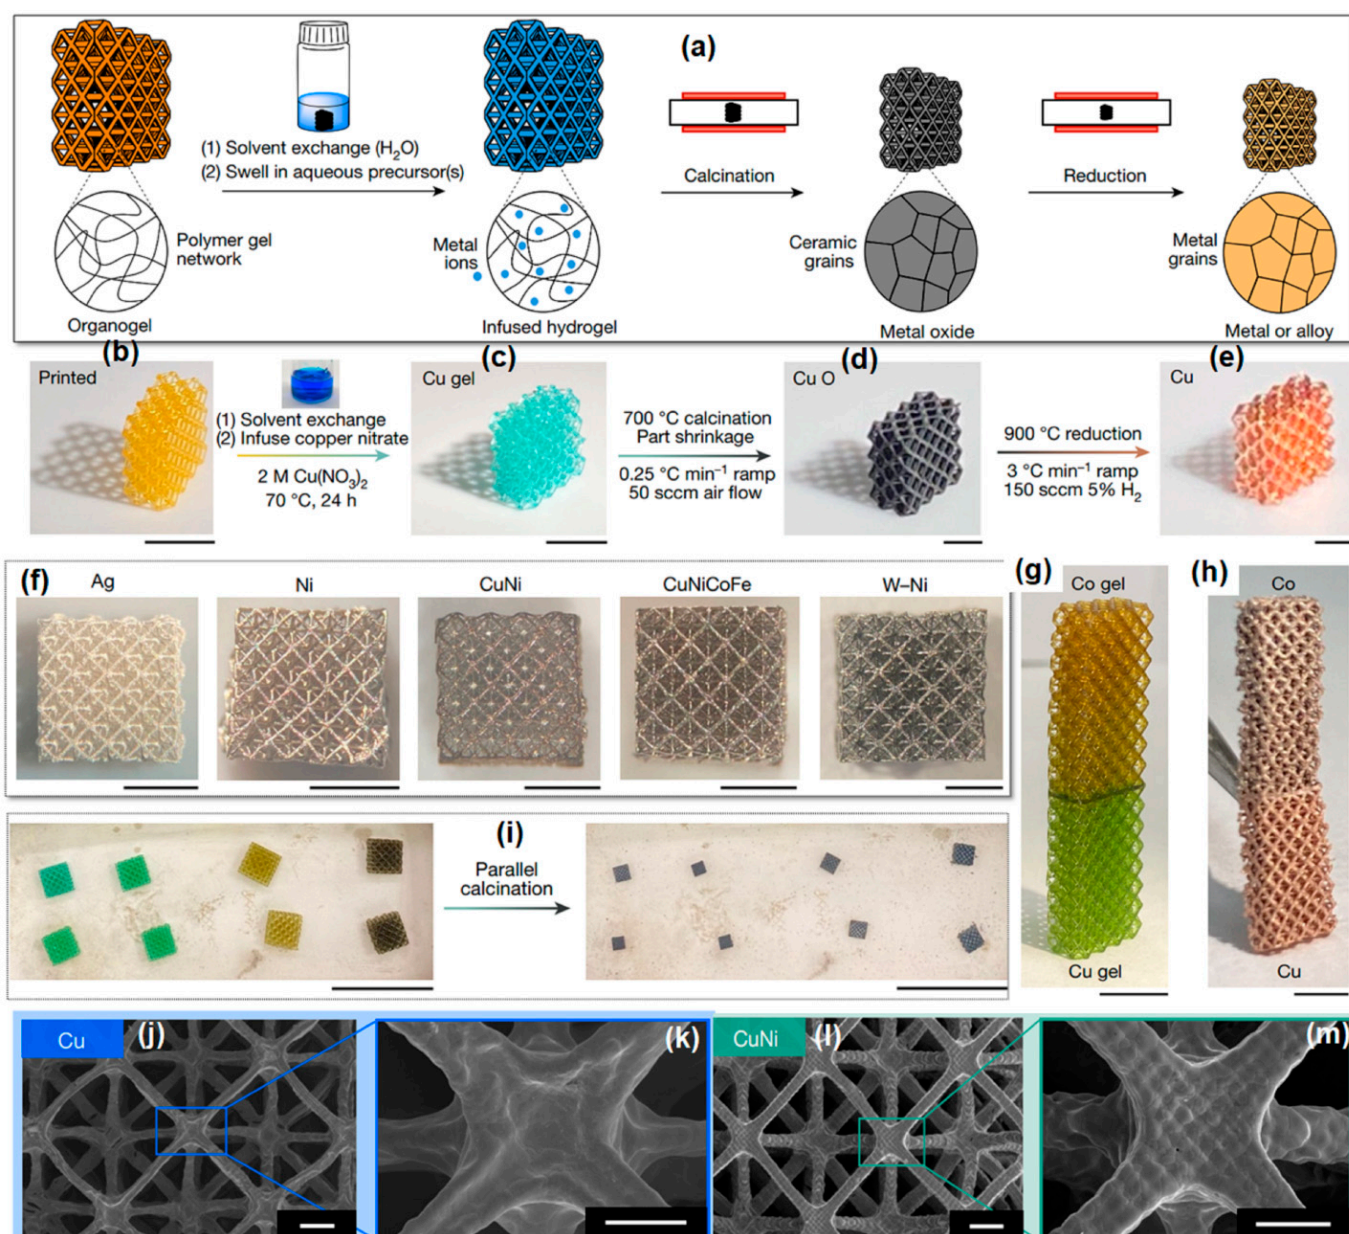 (a)
(1) Solvent exchange (H₂O)
(2) Swell in aqueous precursor(s)
Calcination
Reduction
Polymer gel
network
Metal
ions
Ceramic
grains
Metal
grains
Organogel
Infused hydrogel
Metal oxide
Metal or alloy
(b)
Printed
(1) Solvent exchange
(2) Infuse copper nitrate
2 M Cu(NO₃)₂
70 °C, 24 h
(c)
Cu gel
700 °C calcination
Part shrinkage
0.25 °C min⁻¹ ramp
50 sccm air flow
(d)
Cu O
900 °C reduction
3 °C min⁻¹ ramp
150 sccm 5% H₂
(e)
Cu
(f)
Ag
Ni
CuNi
CuNiCoFe
W–Ni
(g)
Co gel
Cu gel
(h)
Co
Cu
(i)
Parallel
calcination
Cu
(j)
(k)
CuNi
(l)
(m)